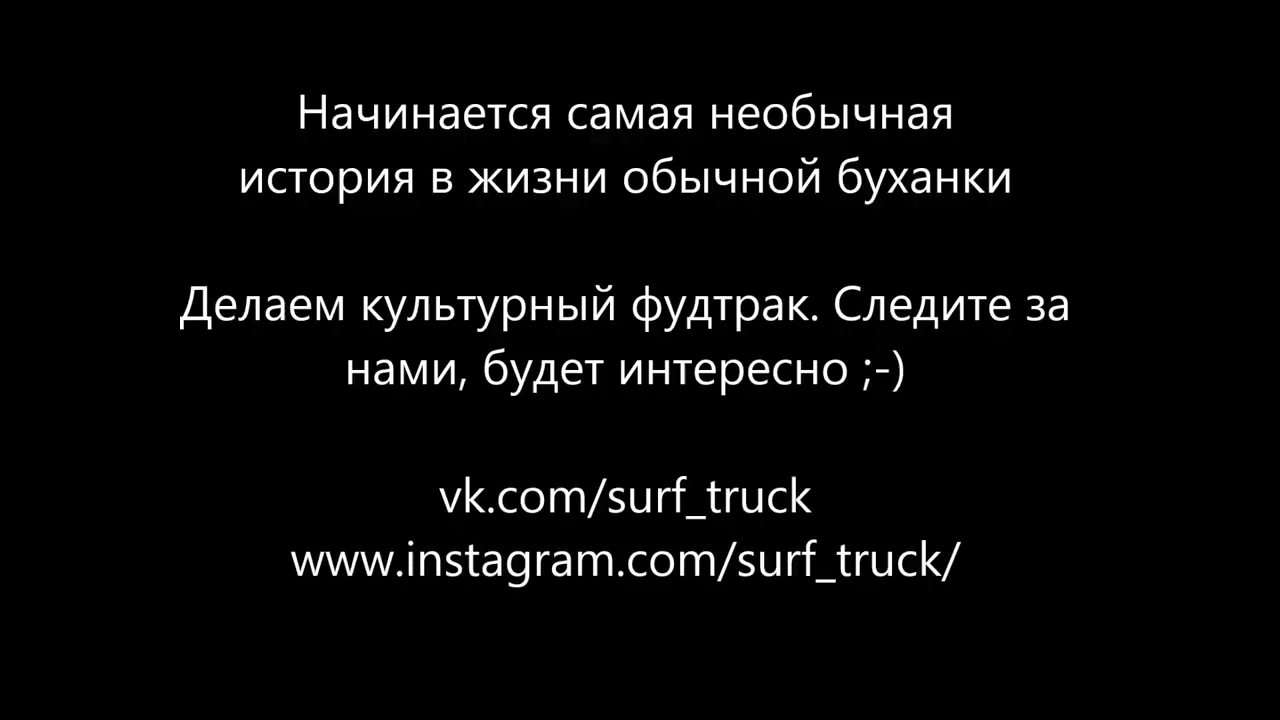 Начинается самая необычная
история в жизни обычной буханки
Делаем культурный фудтрак. Следите за
нами, будет интересно ;-)
vk.com/surf_truck
www.instagram.com/surf_truck/